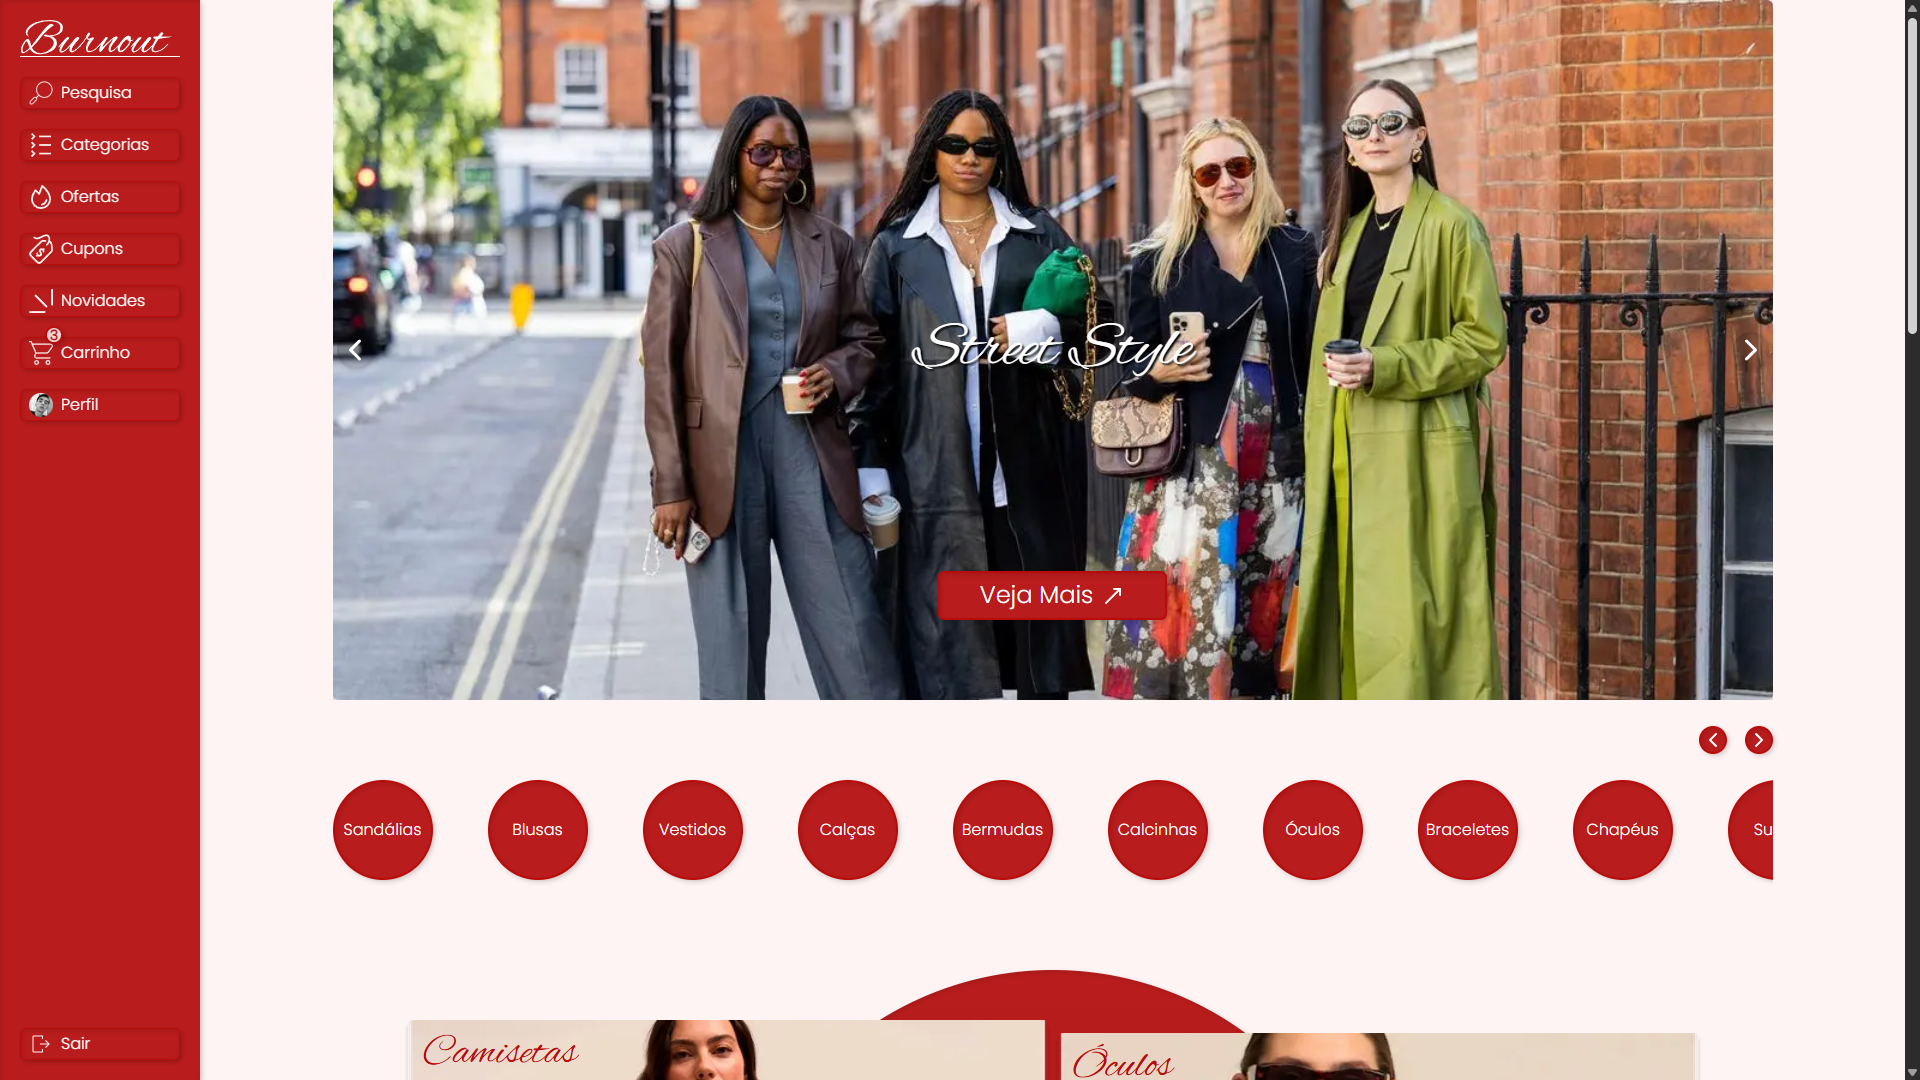 Burnout
Pesquisa
Categorias
Ofertas
Cupons
Novidades
3
Carrinho
Perfil
Sair
Street Style
Veja Mais ↗
Sandálias
Blusas
Vestidos
Calças
Bermudas
Calcinhas
Óculos
Braceletes
Chapéus
Su
Camisetas
Óculos